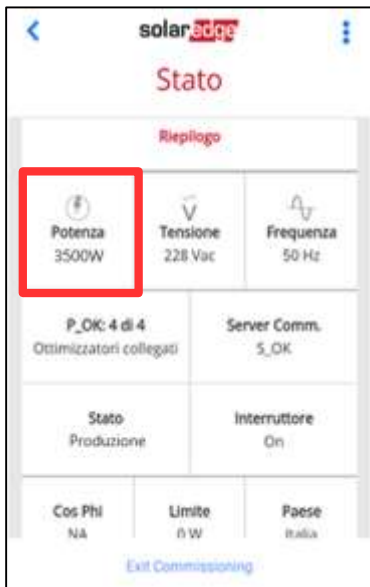 solaredge
Stato
Riepilogo
Potenza
3500W
Tensione
228 Vac
Frequenza
50 Hz
P_OK: 4 di 4
Ottimizzatori collegati
Server Comm.
S_OK
Stato
Produzione
Interruttore
On
Cos Phi
NA
Limite
0 W
Paese
Italia
Exit Commissioning